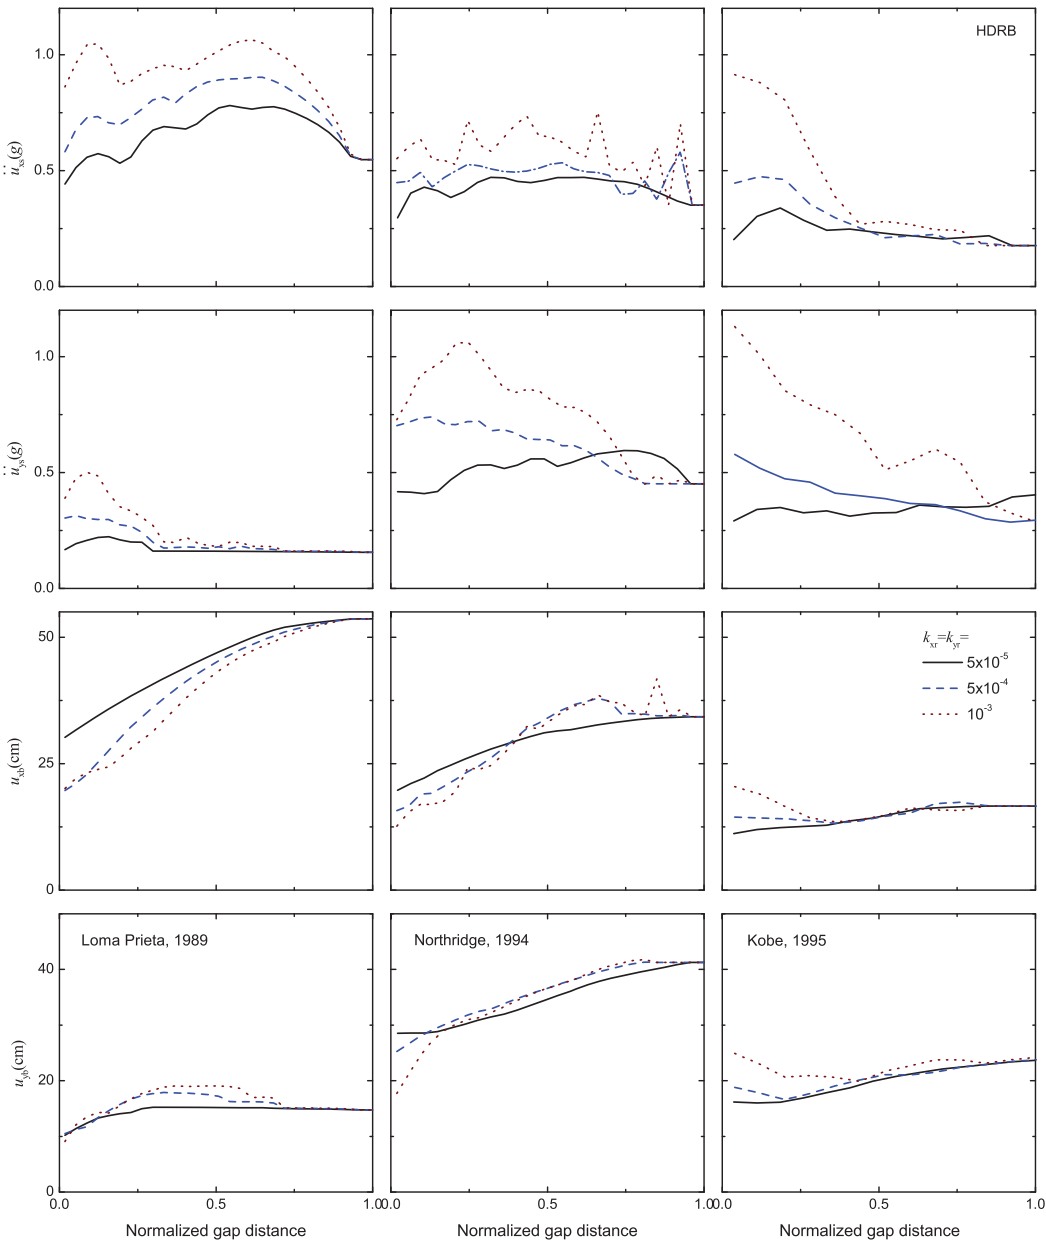 HDRB
1.0
0.5
0.0
ü_xs(g)
1.0
0.5
0.0
ü_ys(g)
50
25
0
u_xb(cm)
k_xr=k_yr=
5x10^-5
5x10^-4
10^-3
Loma Prieta, 1989
Northridge, 1994
Kobe, 1995
40
20
0
u_yb(cm)
0.0 0.5 1.0 0.0 0.5 1.0 0.0 0.5 1.0
Normalized gap distance Normalized gap distance Normalized gap distance